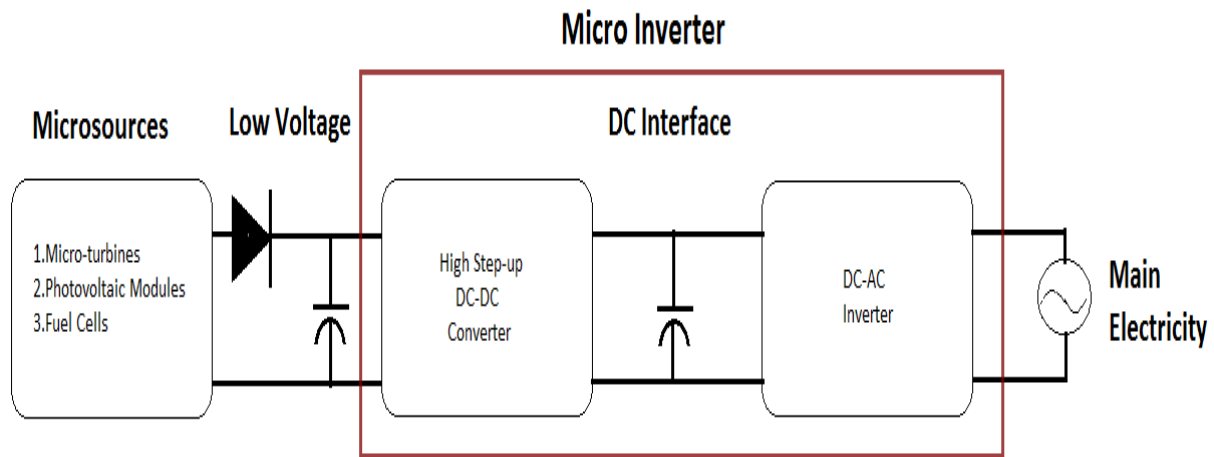 Micro Inverter
Microsources
Low Voltage
DC Interface
1.Micro-turbines
2.Photovoltaic Modules
3.Fuel Cells
High Step-up
DC-DC
Converter
DC-AC
Inverter
Main
Electricity